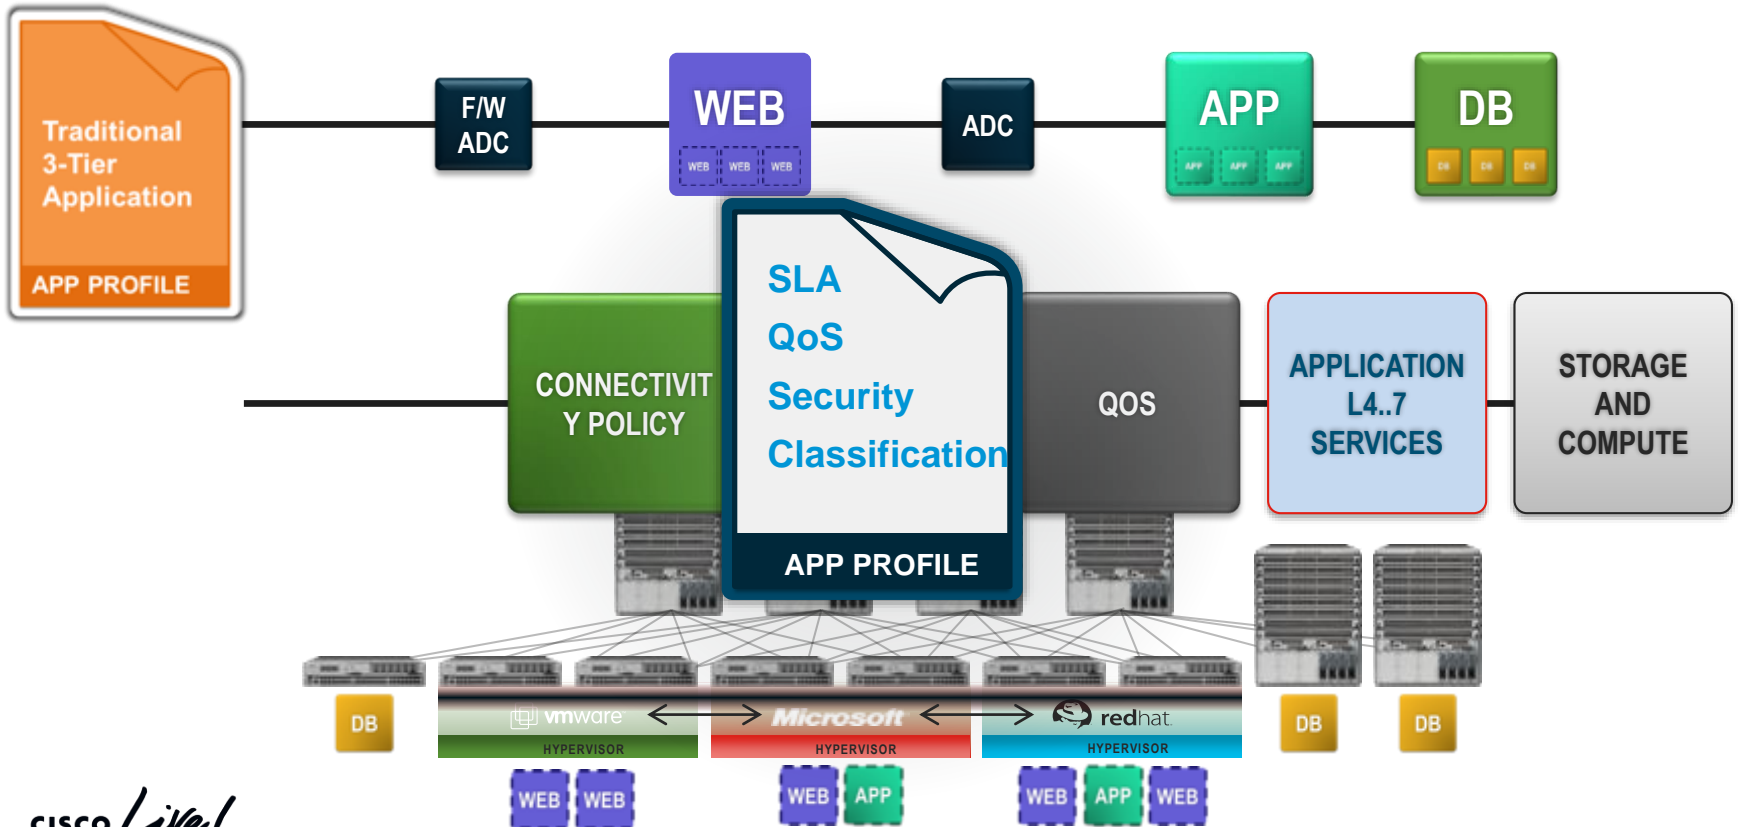 Traditional
3-Tier
Application
APP PROFILE
F/W
ADC
WEB
WEB WEB WEB
ADC
APP
APP APP APP
DB
DB DB DB
CONNECTIVIT
Y POLICY
SLA
QoS
Security
Classification
APP PROFILE
QOS
APPLICATION
L4..7
SERVICES
STORAGE
AND
COMPUTE
DB
vmware
HYPERVISOR
Microsoft
HYPERVISOR
redhat.
HYPERVISOR
DB
DB
WEB WEB
WEB APP
WEB APP WEB
cisco Live!